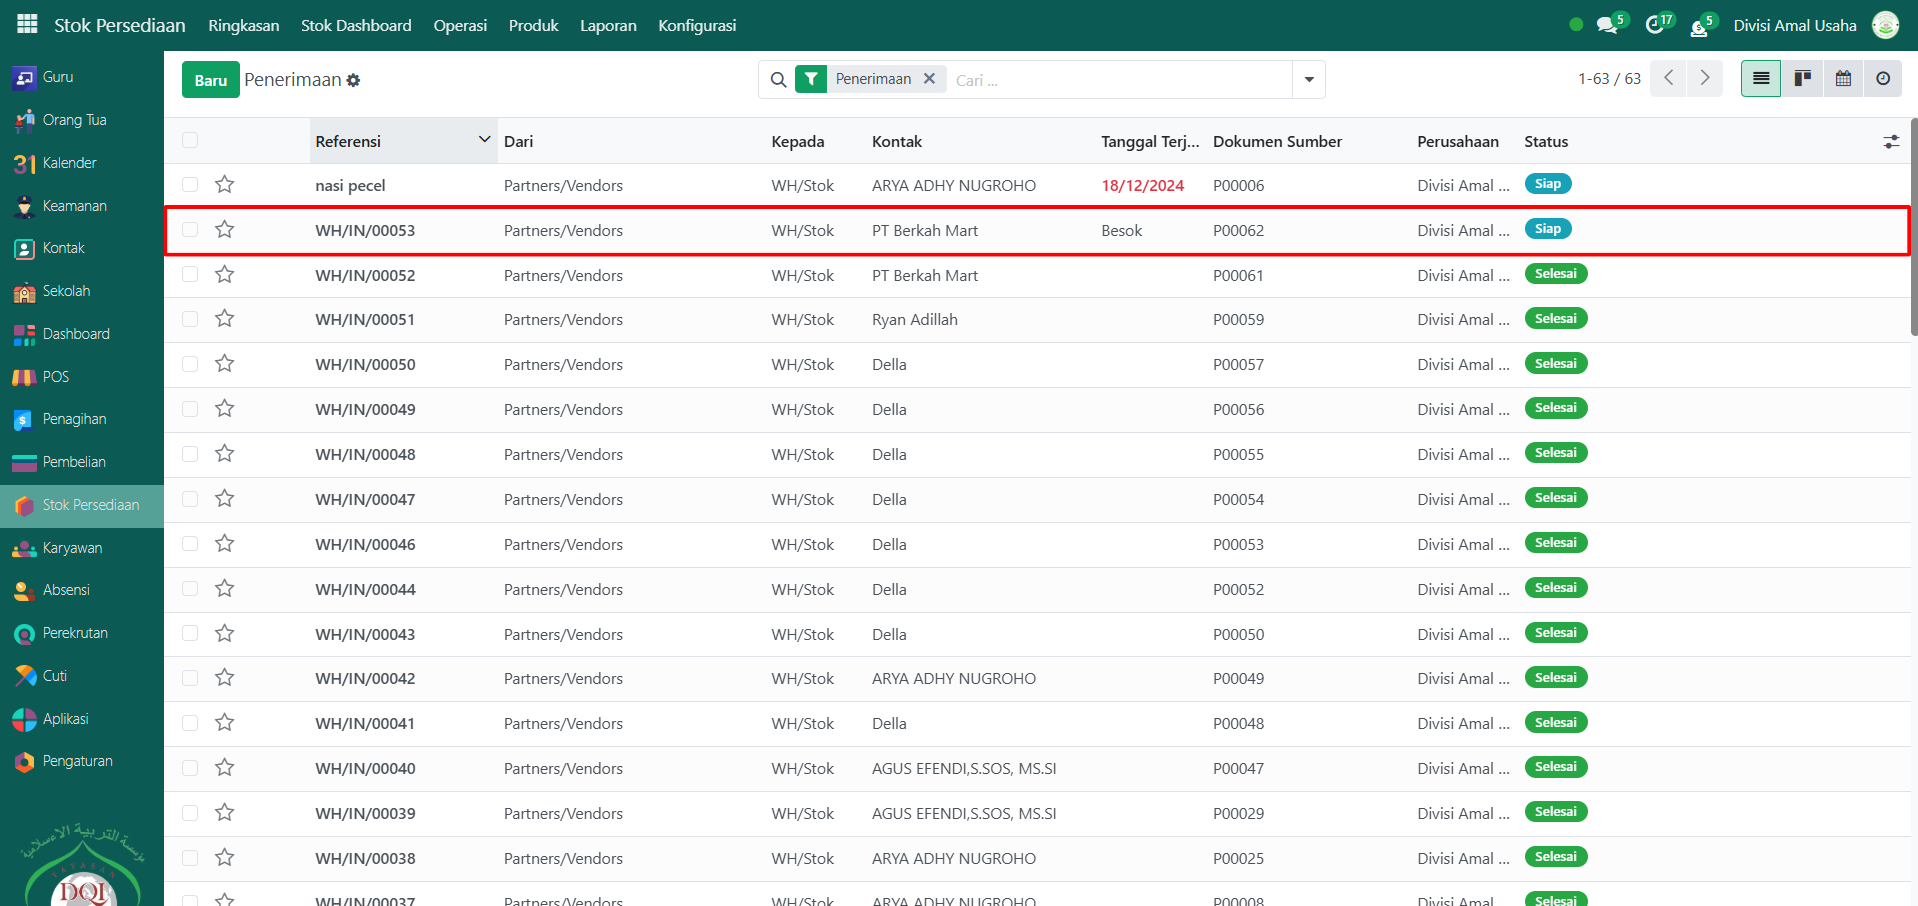 Stok Persediaan Ringkasan Stok Dashboard Operasi Produk Laporan Konfigurasi 5 17 5 Divisi Amal Usaha
Guru
Orang Tua
31 Kalender
Keamanan
Kontak
Sekolah
Dashboard
POS
Penagihan
Pembelian
Stok Persediaan
Karyawan
Absensi
Perekrutan
Cuti
Aplikasi
Pengaturan
DQI
Baru Penerimaan Penerimaan Cari ... 1-63 / 63
Referensi Dari Kepada Kontak Tanggal Terj... Dokumen Sumber Perusahaan Status
nasi pecel Partners/Vendors WH/Stok ARYA ADHY NUGROHO 18/12/2024 P00006 Divisi Amal ... Siap
WH/IN/00053 Partners/Vendors WH/Stok PT Berkah Mart Besok P00062 Divisi Amal ... Siap
WH/IN/00052 Partners/Vendors WH/Stok PT Berkah Mart P00061 Divisi Amal ... Selesai
WH/IN/00051 Partners/Vendors WH/Stok Ryan Adillah P00059 Divisi Amal ... Selesai
WH/IN/00050 Partners/Vendors WH/Stok Della P00057 Divisi Amal ... Selesai
WH/IN/00049 Partners/Vendors WH/Stok Della P00056 Divisi Amal ... Selesai
WH/IN/00048 Partners/Vendors WH/Stok Della P00055 Divisi Amal ... Selesai
WH/IN/00047 Partners/Vendors WH/Stok Della P00054 Divisi Amal ... Selesai
WH/IN/00046 Partners/Vendors WH/Stok Della P00053 Divisi Amal ... Selesai
WH/IN/00044 Partners/Vendors WH/Stok Della P00052 Divisi Amal ... Selesai
WH/IN/00043 Partners/Vendors WH/Stok Della P00050 Divisi Amal ... Selesai
WH/IN/00042 Partners/Vendors WH/Stok ARYA ADHY NUGROHO P00049 Divisi Amal ... Selesai
WH/IN/00041 Partners/Vendors WH/Stok Della P00048 Divisi Amal ... Selesai
WH/IN/00040 Partners/Vendors WH/Stok AGUS EFENDI,S.SOS, MS.SI P00047 Divisi Amal ... Selesai
WH/IN/00039 Partners/Vendors WH/Stok AGUS EFENDI,S.SOS, MS.SI P00029 Divisi Amal ... Selesai
WH/IN/00038 Partners/Vendors WH/Stok ARYA ADHY NUGROHO P00025 Divisi Amal ... Selesai
WH/IN/00037 Partners/Vendors WH/Stok ARYA ADHY NUGROHO P00008 Divisi Amal ... Selesai